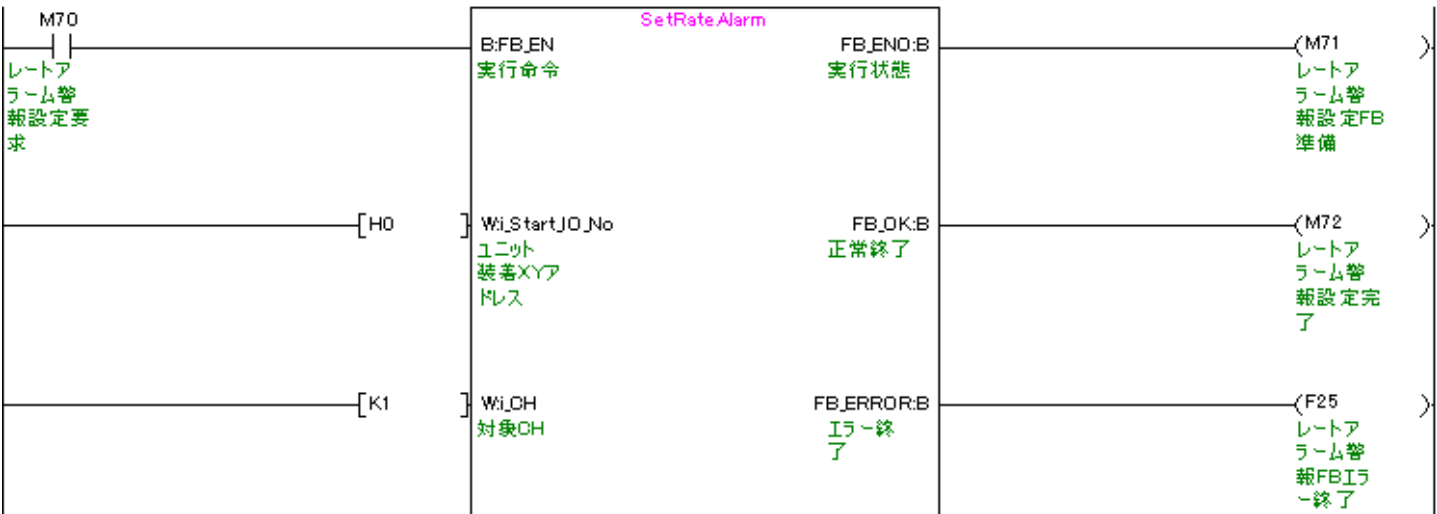 M70
レートア
ラーム警
報設定要
求
SetRateAlarm
B:FB_EN
実行命令
FB_ENO:B
実行状態
(M71 )
レートア
ラーム警
報設定FB
準備
[H0 ]
W:i_Start_IO_No
ユニット
装着XYア
ドレス
FB_OK:B
正常終了
(M72 )
レートア
ラーム警
報設定完
了
[K1 ]
W:i_CH
対象CH
FB_ERROR:B
エラー終
了
(F25 )
レートア
ラーム警
報FBエラ
ー終了